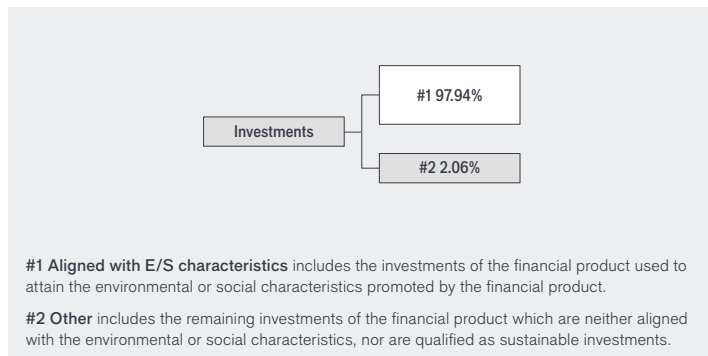 #1 97.94%
Investments
#2 2.06%
#1 Aligned with E/S characteristics includes the investments of the financial product used to
attain the environmental or social characteristics promoted by the financial product.
#2 Other includes the remaining investments of the financial product which are neither aligned
with the environmental or social characteristics, nor are qualified as sustainable investments.